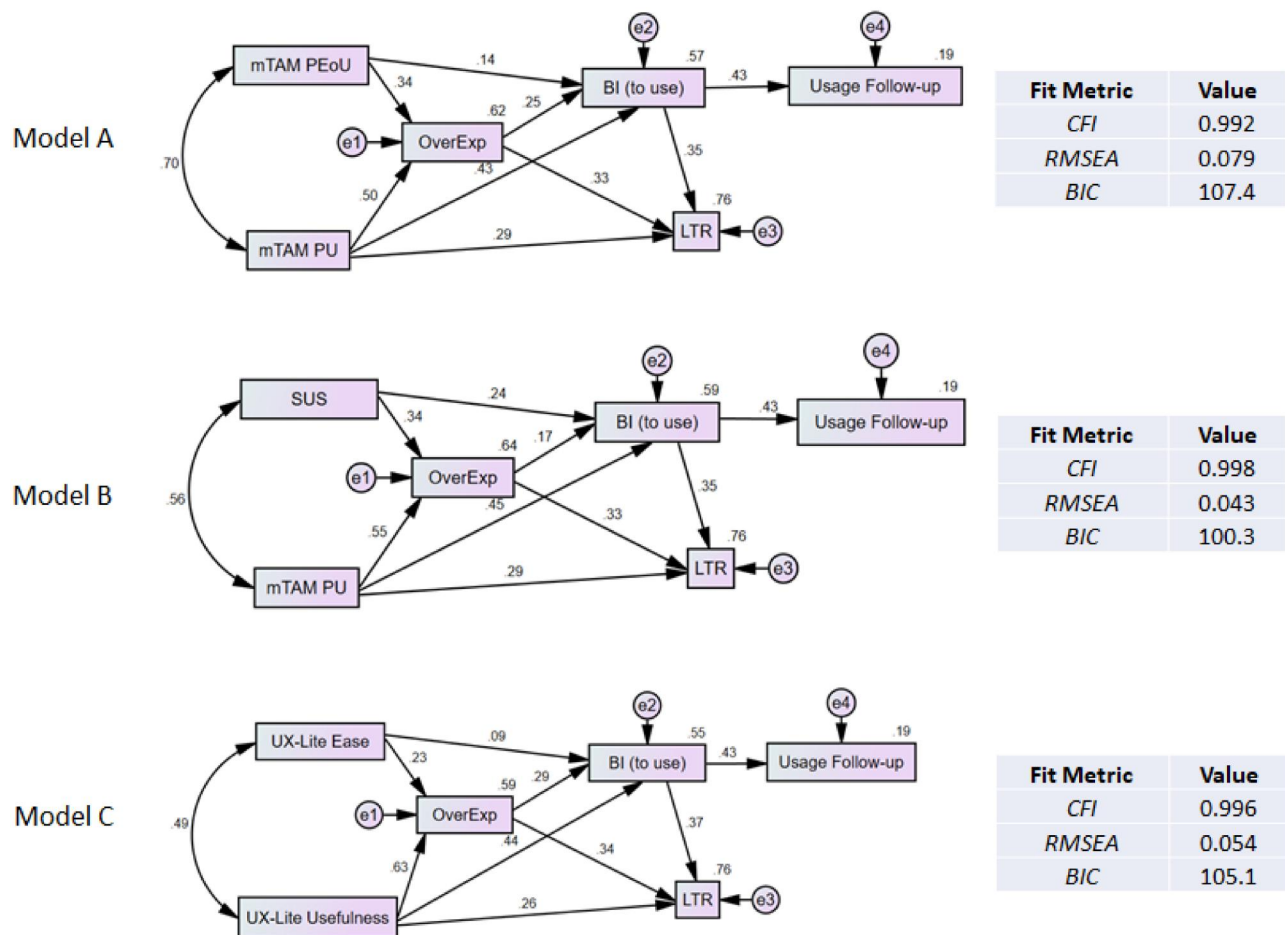 Model A
mTAM PEoU
mTAM PU
.70
.34
.50
e1
OverExp
.62
.14
.25
.43
e2
BI (to use)
.57
.43
e4
Usage Follow-up
.19
.35
.33
.29
LTR
.76
e3
Fit Metric Value
CFI 0.992
RMSEA 0.079
BIC 107.4
Model B
SUS
mTAM PU
.56
.34
.55
e1
OverExp
.64
.24
.17
.45
e2
BI (to use)
.59
.43
e4
Usage Follow-up
.19
.35
.33
.29
LTR
.76
e3
Fit Metric Value
CFI 0.998
RMSEA 0.043
BIC 100.3
Model C
UX-Lite Ease
UX-Lite Usefulness
.49
.23
.63
e1
OverExp
.59
.09
.29
.44
e2
BI (to use)
.55
.43
e4
Usage Follow-up
.19
.37
.34
.26
LTR
.76
e3
Fit Metric Value
CFI 0.996
RMSEA 0.054
BIC 105.1